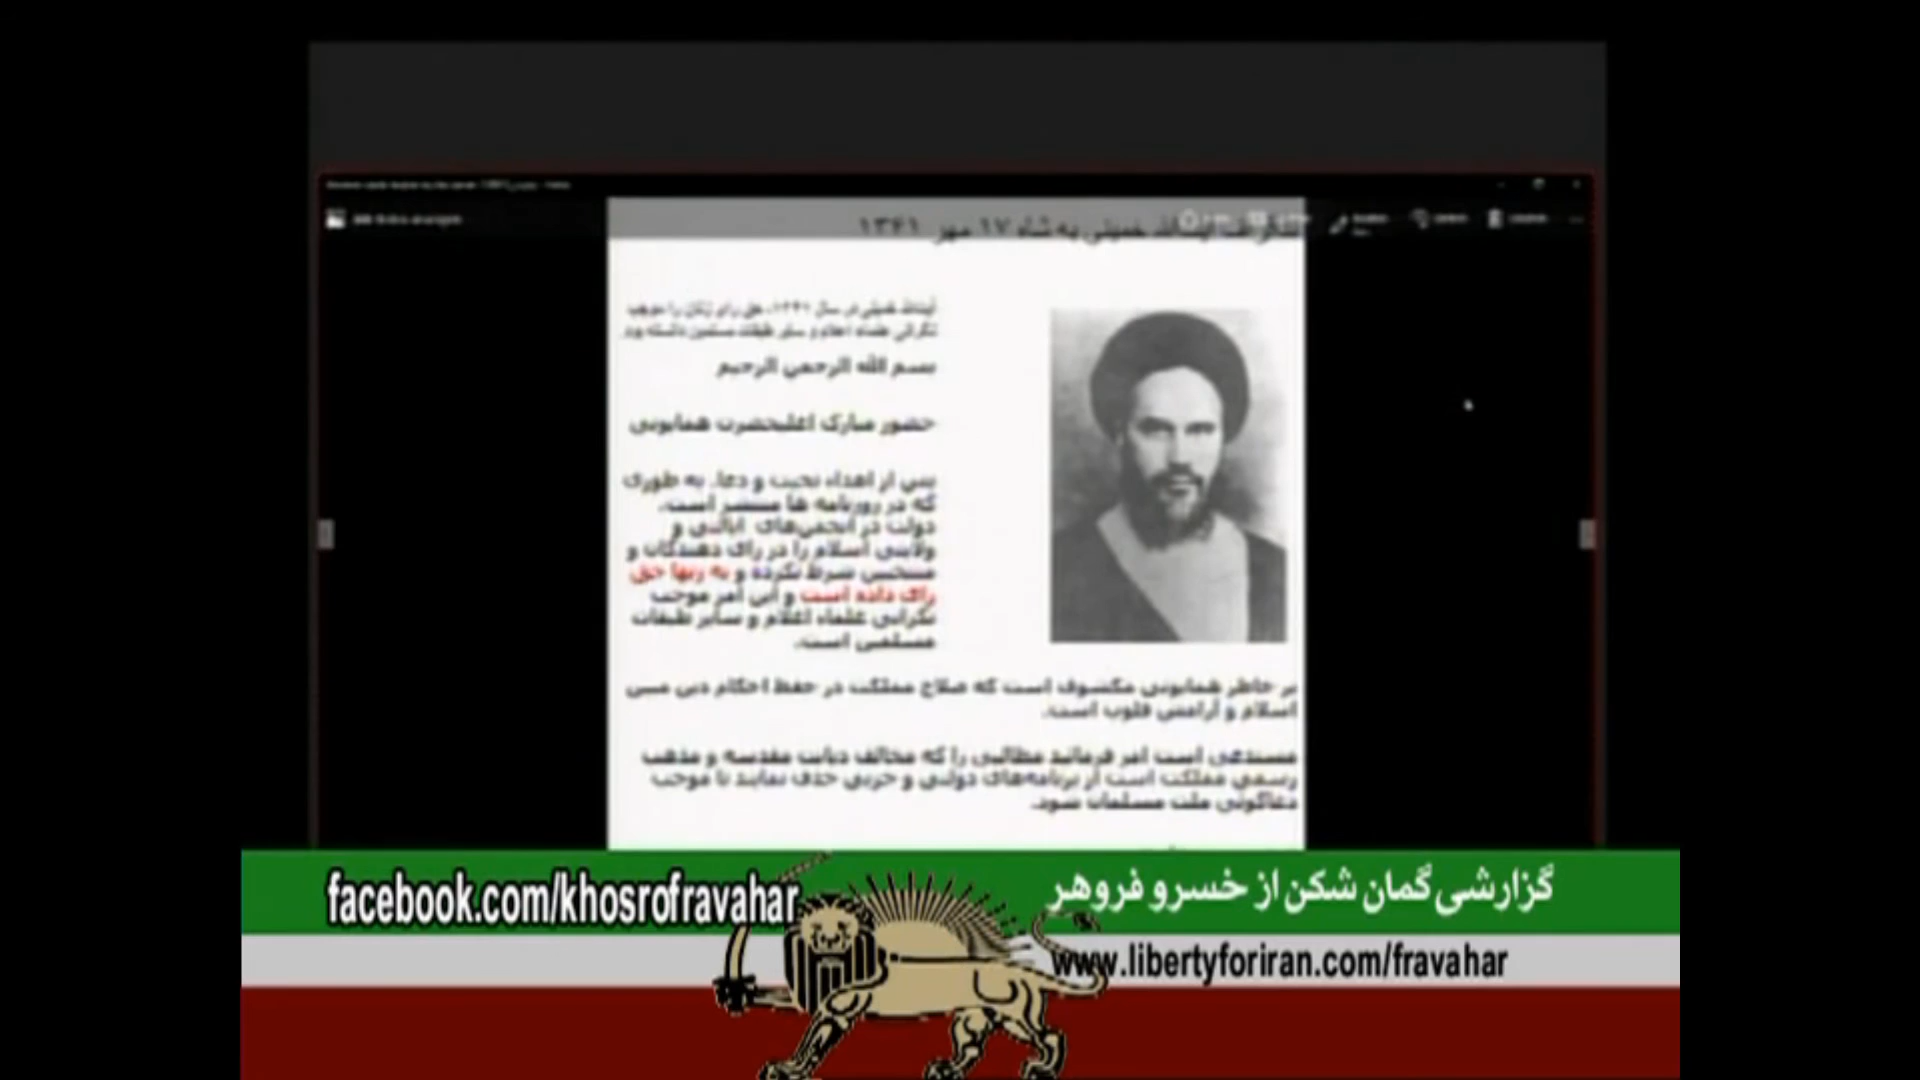 تلگراف آیت‌الله خمینی به شاه ۱۷ مهر ۱۳۴۱
آیت‌الله خمینی در سال ۱۳۴۱، حق رای زنان را موجب
نگرانی علماء اعلام و سایر طبقات مسلمین دانسته بود
بسم الله الرحمن الرحیم
حضور مبارک اعلیحضرت همایونی
پس از اهداء تحیت و دعا، به طوری
که در روزنامه ها منتشر است،
دولت در انجمن‌های ایالتی و
ولایتی اسلام را در رای دهندگان و
منتخبین شرط نکرده و به زنها حق
رای داده است و این امر موجب
نگرانی علماء اعلام و سایر طبقات
مسلمین است.
بر خاطر همایونی مکشوف است که صلاح مملکت در حفظ احکام دین مبین
اسلام و آرامش قلوب است.
مستدعی است امر فرمائید مطالبی را که مخالف دیانت مقدسه و مذهب
رسمی مملکت است از برنامه‌های دولتی و حزبی حذف نمایند تا موجب
دعاگوئی ملت مسلمان شود.
facebook.com/khosrofravahar
گزارشی گمان شکن از خسرو فروهر
www.libertyforiran.com/fravahar